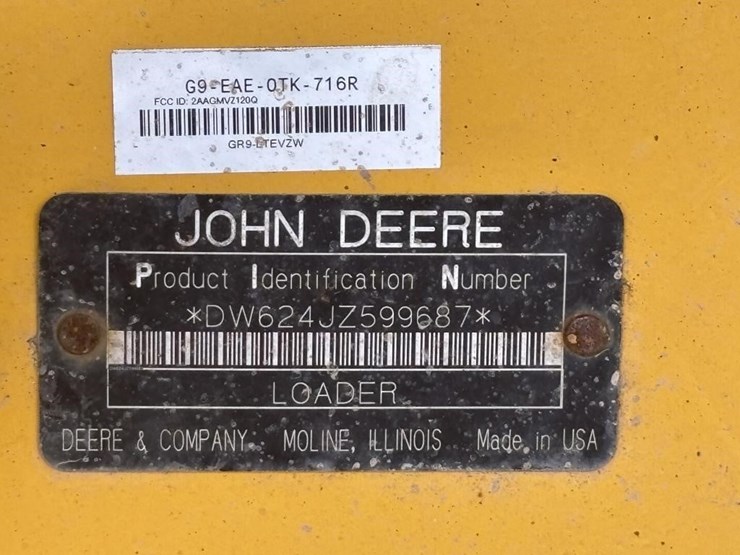 G9-EAE-0TK-716R
FCC ID: 2AAGMVZ120Q
GR9-LTEVZW
JOHN DEERE
Product Identification Number
*DW624JZ599687*
LOADER
DEERE & COMPANY MOLINE, ILLINOIS Made in USA